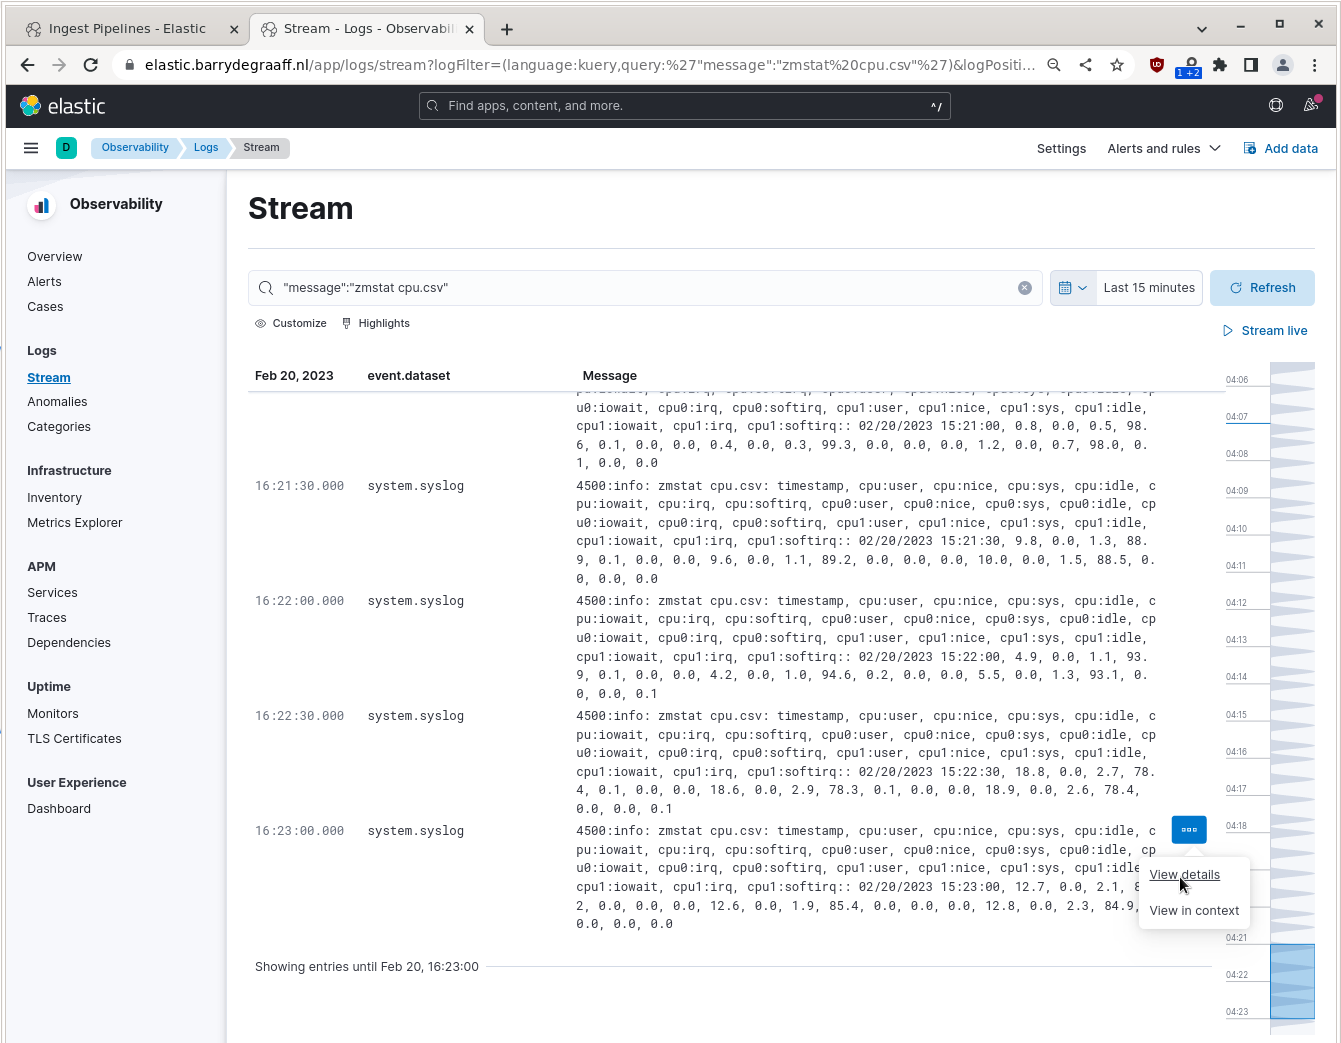 Ingest Pipelines - Elastic
Stream - Logs - Observabil
elastic.barrydegraaff.nl/app/logs/stream?logFilter=(language:kuery,query:%27"message":"zmstat%20cpu.csv"%27)&logPositi...
1 +2
elastic
Find apps, content, and more.
^/
D
Observability
Logs
Stream
Settings
Alerts and rules
Add data
Observability
Overview
Alerts
Cases
Logs
Stream
Anomalies
Categories
Infrastructure
Inventory
Metrics Explorer
APM
Services
Traces
Dependencies
Uptime
Monitors
TLS Certificates
User Experience
Dashboard
Stream
"message":"zmstat cpu.csv"
Last 15 minutes
Refresh
Customize
Highlights
Stream live
Feb 20, 2023 event.dataset Message
u0:iowait, cpu0:irq, cpu0:softirq, cpu1:user, cpu1:nice, cpu1:sys, cpu1:idle,
cpu1:iowait, cpu1:irq, cpu1:softirq:: 02/20/2023 15:21:00, 0.8, 0.0, 0.5, 98.
6, 0.1, 0.0, 0.0, 0.4, 0.0, 0.3, 99.3, 0.0, 0.0, 0.0, 1.2, 0.0, 0.7, 98.0, 0.
1, 0.0, 0.0
16:21:30.000 system.syslog 4500:info: zmstat cpu.csv: timestamp, cpu:user, cpu:nice, cpu:sys, cpu:idle, c
pu:iowait, cpu:irq, cpu:softirq, cpu0:user, cpu0:nice, cpu0:sys, cpu0:idle, cp
u0:iowait, cpu0:irq, cpu0:softirq, cpu1:user, cpu1:nice, cpu1:sys, cpu1:idle,
cpu1:iowait, cpu1:irq, cpu1:softirq:: 02/20/2023 15:21:30, 9.8, 0.0, 1.3, 88.
9, 0.1, 0.0, 0.0, 9.6, 0.0, 1.1, 89.2, 0.0, 0.0, 0.0, 10.0, 0.0, 1.5, 88.5, 0.
0, 0.0, 0.0
16:22:00.000 system.syslog 4500:info: zmstat cpu.csv: timestamp, cpu:user, cpu:nice, cpu:sys, cpu:idle, c
pu:iowait, cpu:irq, cpu:softirq, cpu0:user, cpu0:nice, cpu0:sys, cpu0:idle, cp
u0:iowait, cpu0:irq, cpu0:softirq, cpu1:user, cpu1:nice, cpu1:sys, cpu1:idle,
cpu1:iowait, cpu1:irq, cpu1:softirq:: 02/20/2023 15:22:00, 4.9, 0.0, 1.1, 93.
9, 0.1, 0.0, 0.0, 4.2, 0.0, 1.0, 94.6, 0.2, 0.0, 0.0, 5.5, 0.0, 1.3, 93.1, 0.
0, 0.0, 0.1
16:22:30.000 system.syslog 4500:info: zmstat cpu.csv: timestamp, cpu:user, cpu:nice, cpu:sys, cpu:idle, c
pu:iowait, cpu:irq, cpu:softirq, cpu0:user, cpu0:nice, cpu0:sys, cpu0:idle, cp
u0:iowait, cpu0:irq, cpu0:softirq, cpu1:user, cpu1:nice, cpu1:sys, cpu1:idle,
cpu1:iowait, cpu1:irq, cpu1:softirq:: 02/20/2023 15:22:30, 18.8, 0.0, 2.7, 78.
4, 0.1, 0.0, 0.0, 18.6, 0.0, 2.9, 78.3, 0.1, 0.0, 0.0, 18.9, 0.0, 2.6, 78.4,
0.0, 0.0, 0.1
16:23:00.000 system.syslog 4500:info: zmstat cpu.csv: timestamp, cpu:user, cpu:nice, cpu:sys, cpu:idle, c
pu:iowait, cpu:irq, cpu:softirq, cpu0:user, cpu0:nice, cpu0:sys, cpu0:idle, cp
u0:iowait, cpu0:irq, cpu0:softirq, cpu1:user, cpu1:nice, cpu1:sys, cpu1:idle
cpu1:iowait, cpu1:irq, cpu1:softirq:: 02/20/2023 15:23:00, 12.7, 0.0, 2.1,
2, 0.0, 0.0, 0.0, 12.6, 0.0, 1.9, 85.4, 0.0, 0.0, 0.0, 12.8, 0.0, 2.3, 84.9,
0.0, 0.0, 0.0
View details
View in context
Showing entries until Feb 20, 16:23:00
04:06
04:07
04:08
04:09
04:10
04:11
04:12
04:13
04:14
04:15
04:16
04:17
04:18
04:21
04:22
04:23